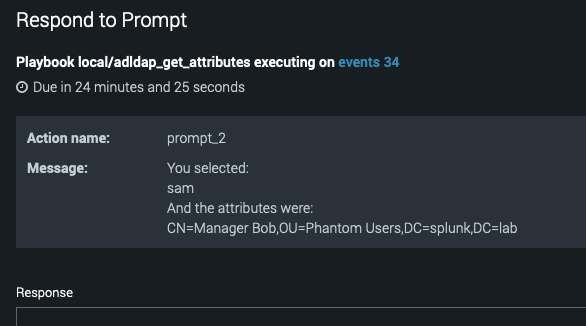 Respond to Prompt
Playbook local/adldap_get_attributes executing on events 34
Due in 24 minutes and 25 seconds
Action name: prompt_2
Message: You selected:
sam
And the attributes were:
CN=Manager Bob,OU=Phantom Users,DC=splunk,DC=lab
Response